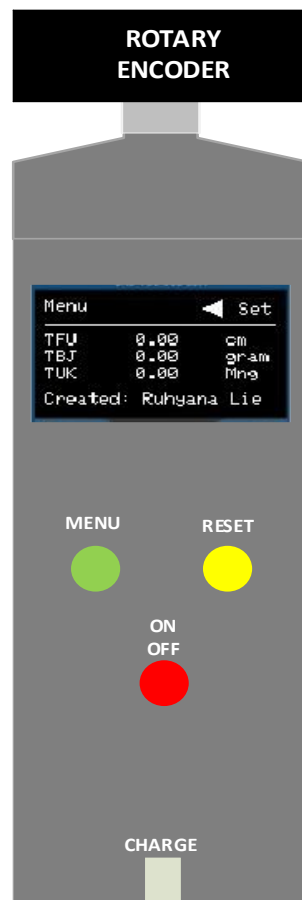 ROTARY
ENCODER
Menu ◀ Set
TFU 0.00 cm
TBJ 0.00 gram
TUK 0.00 Mng
Created: Ruhyana Lie
MENU RESET
ON
OFF
CHARGE